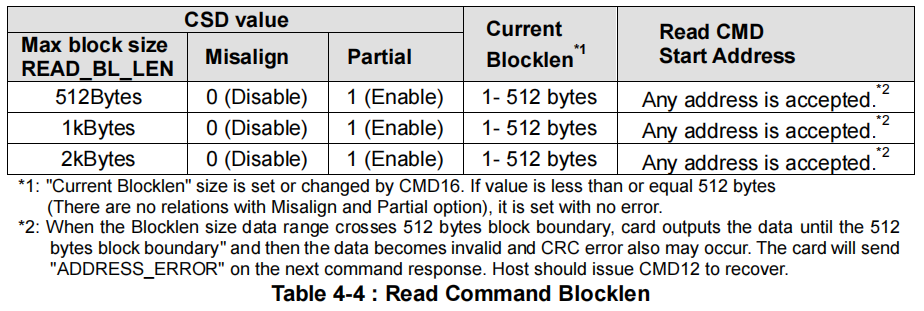 CSD value
Current
Blocklen*1
Read CMD
Start Address
Max block size
READ_BL_LEN
Misalign
Partial
512Bytes 0 (Disable) 1 (Enable) 1- 512 bytes Any address is accepted.*2
1kBytes 0 (Disable) 1 (Enable) 1- 512 bytes Any address is accepted.*2
2kBytes 0 (Disable) 1 (Enable) 1- 512 bytes Any address is accepted.*2
*1: "Current Blocklen" size is set or changed by CMD16. If value is less than or equal 512 bytes
(There are no relations with Misalign and Partial option), it is set with no error.
*2: When the Blocklen size data range crosses 512 bytes block boundary, card outputs the data until the 512
bytes block boundary" and then the data becomes invalid and CRC error also may occur. The card will send
"ADDRESS_ERROR" on the next command response. Host should issue CMD12 to recover.
Table 4-4 : Read Command Blocklen